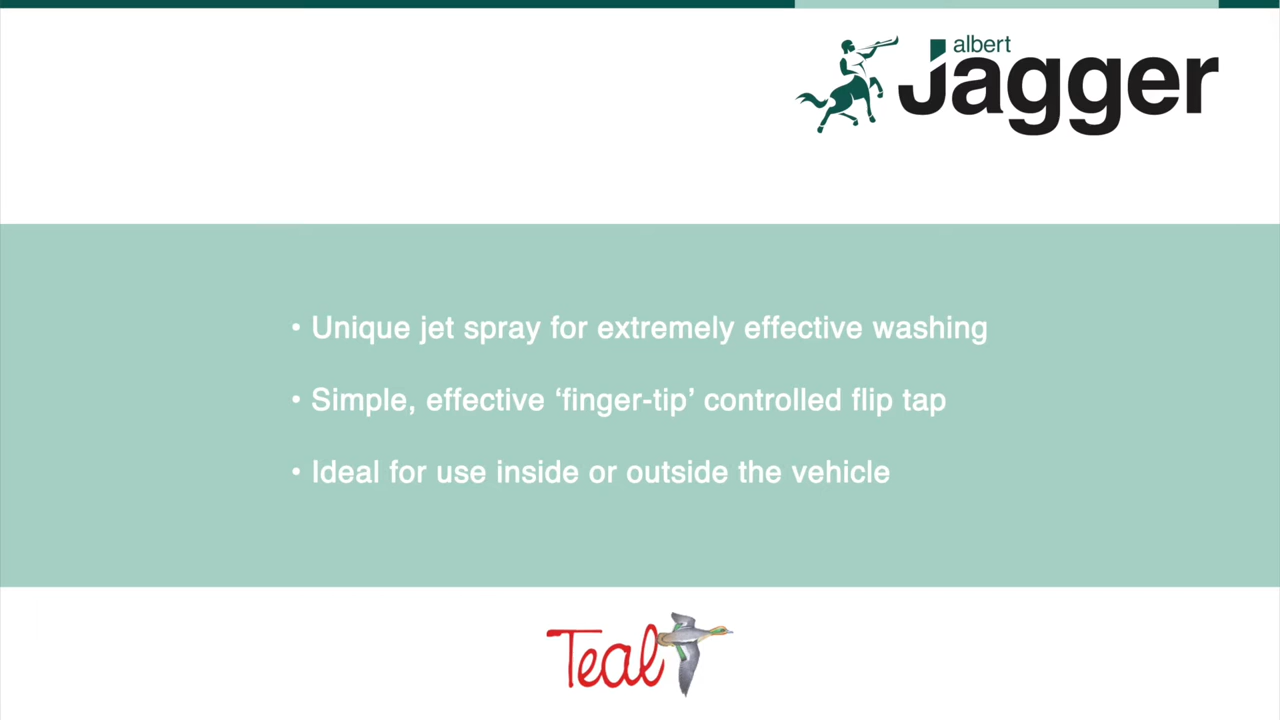 albert
Jagger
• Unique jet spray for extremely effective washing
• Simple, effective ‘finger-tip’ controlled flip tap
• Ideal for use inside or outside the vehicle
Teal